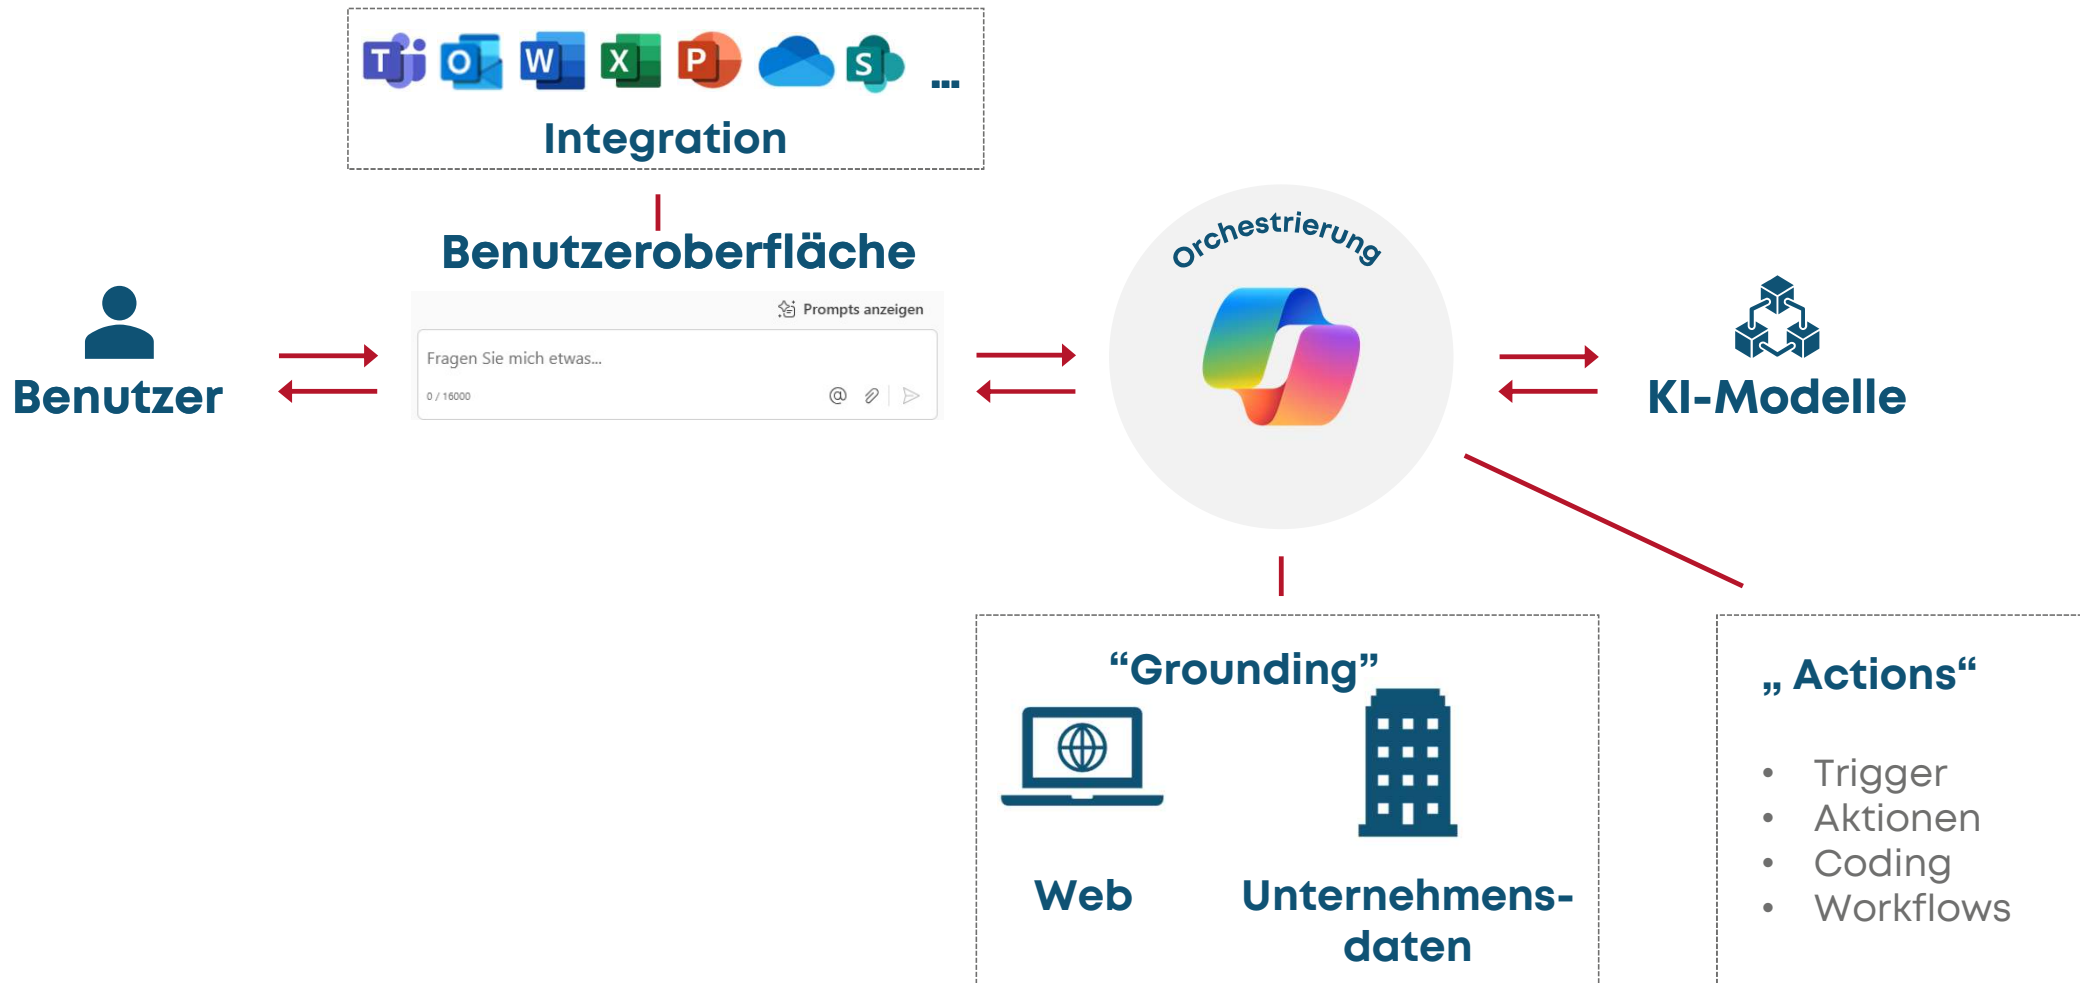 T O W X P S ...
Integration
Benutzeroberfläche
Orchestrierung
Prompts anzeigen
Fragen Sie mich etwas...
0 / 16000
Benutzer
KI-Modelle
“Grounding”
Web
Unternehmens-
daten
„ Actions“
• Trigger
• Aktionen
• Coding
• Workflows